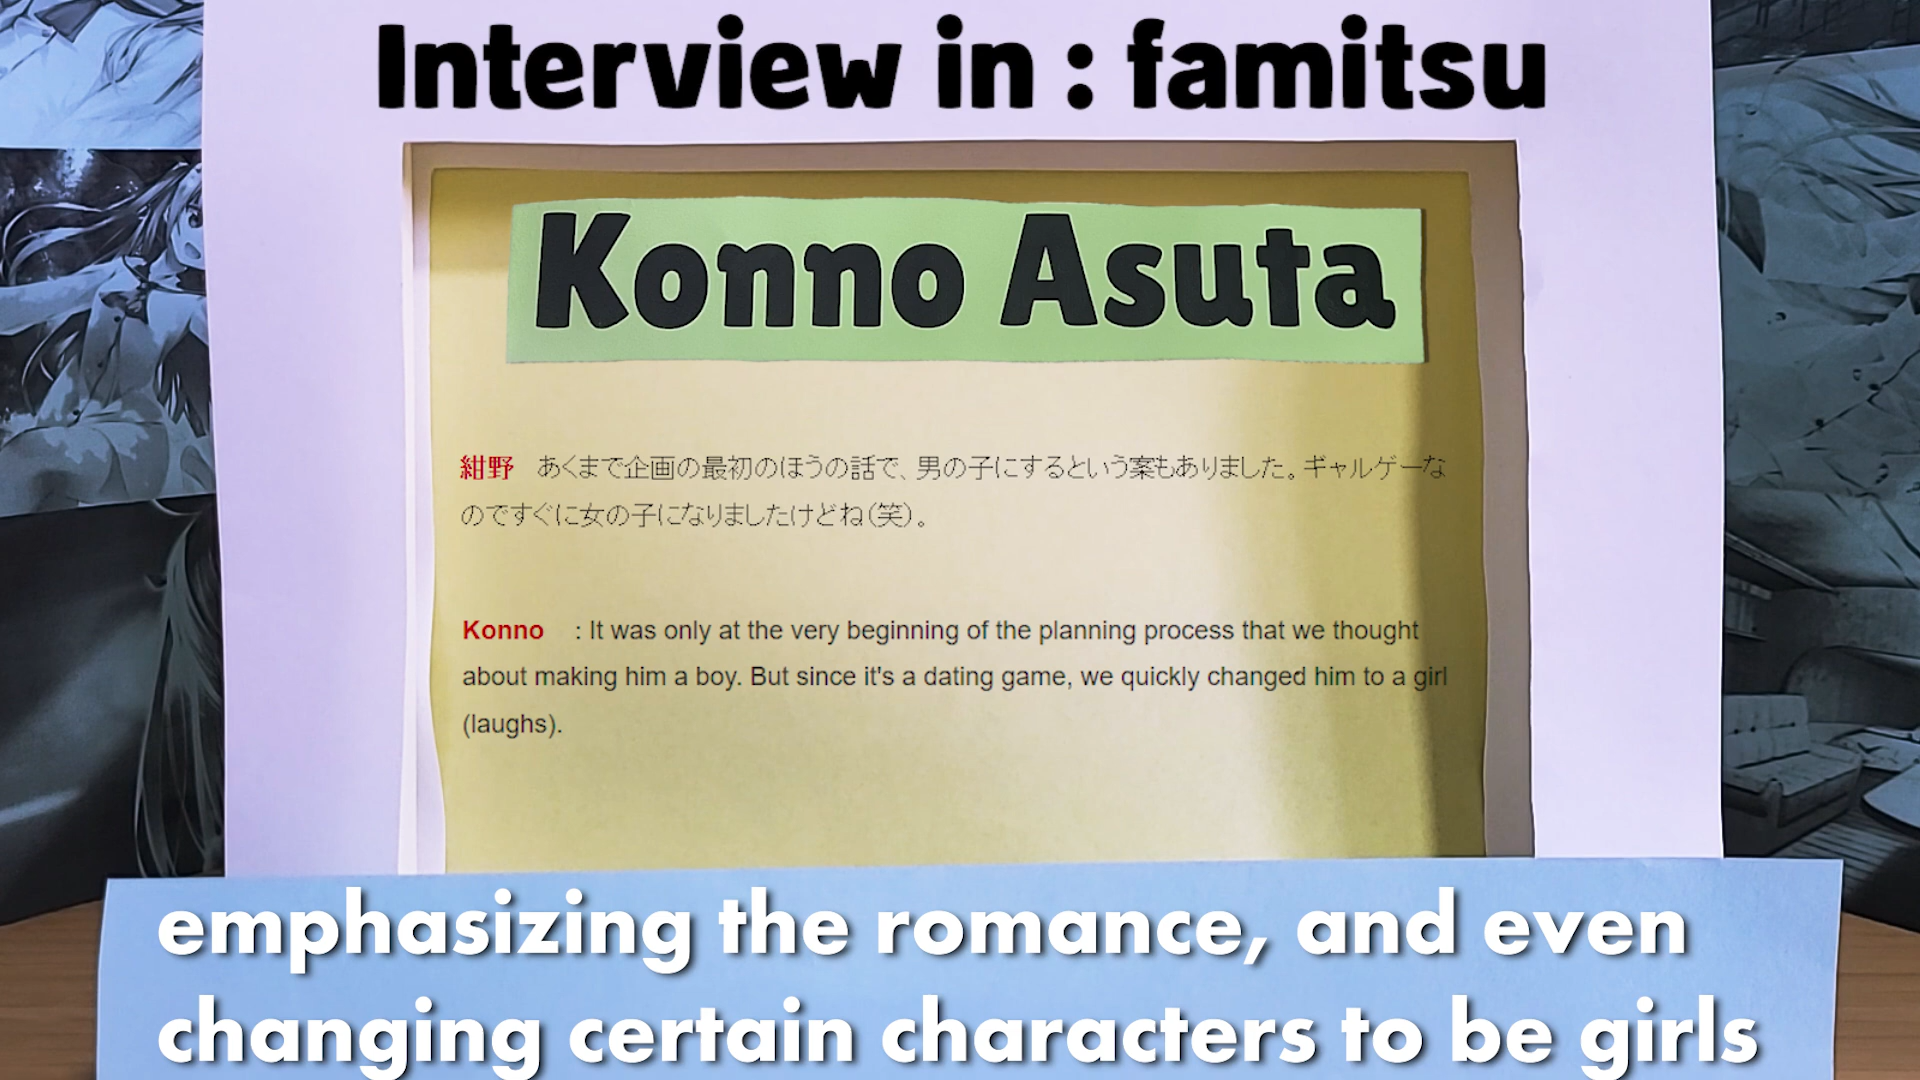 Interview in : famitsu
Konno Asuta
紺野 あくまで企画の最初のほうの話で、男の子にするという案もありました。ギャルゲーな
のですぐに女の子になりましたけどね(笑)。
Konno : It was only at the very beginning of the planning process that we thought
about making him a boy. But since it's a dating game, we quickly changed him to a girl
(laughs).
emphasizing the romance, and even
changing certain characters to be girls